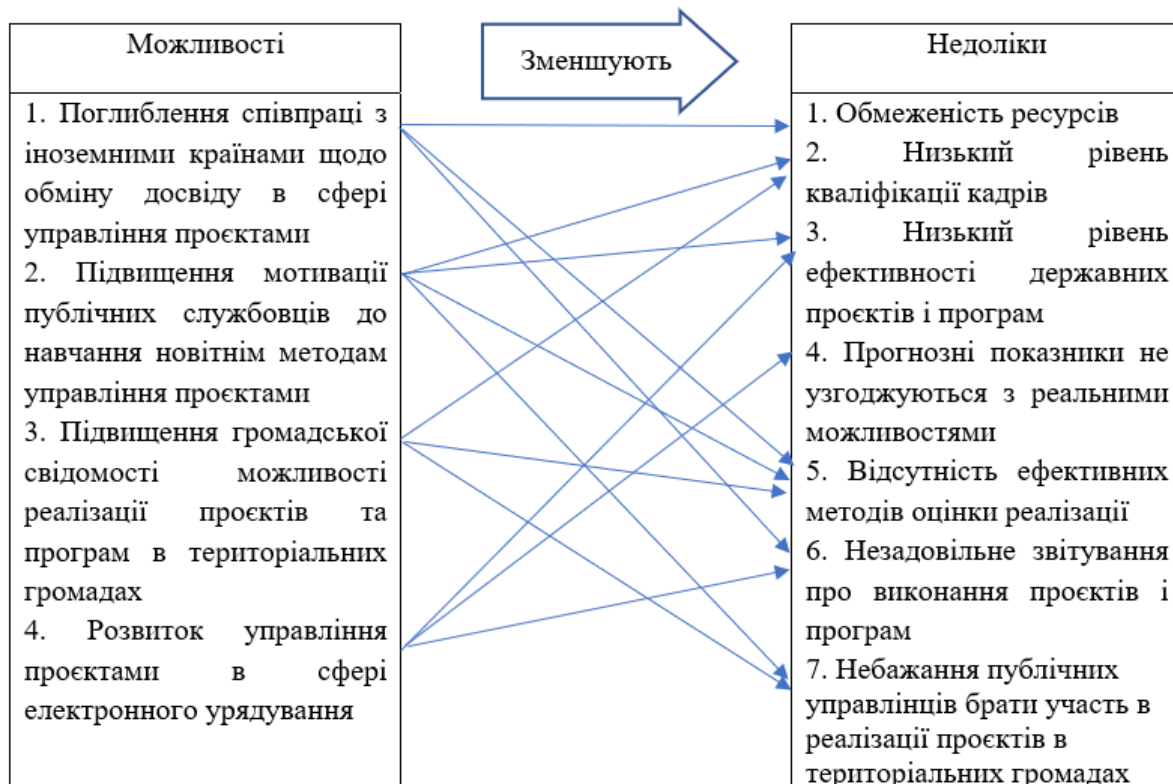 Можливості
Зменшують
Недоліки
1. Поглиблення співпраці з
іноземними країнами щодо
обміну досвіду в сфері
управління проєктами
2. Підвищення мотивації
публічних службовців до
навчання новітнім методам
управління проєктами
3. Підвищення громадської
свідомості можливості
реалізації проєктів та
програм в територіальних
громадах
4. Розвиток управління
проєктами в сфері
електронного урядування
1. Обмеженість ресурсів
2. Низький рівень
кваліфікації кадрів
3. Низький рівень
ефективності державних
проєктів і програм
4. Прогнозні показники не
узгоджуються з реальними
можливостями
5. Відсутність ефективних
методів оцінки реалізації
6. Незадовільне звітування
про виконання проєктів і
програм
7. Небажання публічних
управлінців брати участь в
реалізації проєктів в
територіальних громадах